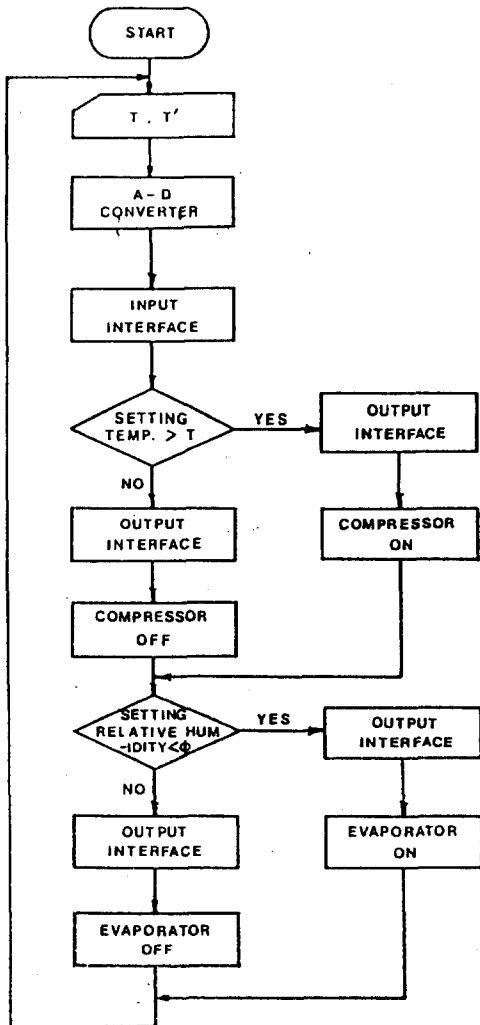 START
T . T′
A-D
CONVERTER
INPUT
INTERFACE
SETTING
TEMP. > T
YES
OUTPUT
INTERFACE
NO
OUTPUT
INTERFACE
COMPRESSOR
ON
COMPRESSOR
OFF
SETTING
RELATIVE HUM
-IDITY<φ
YES
OUTPUT
INTERFACE
NO
OUTPUT
INTERFACE
EVAPORATOR
ON
EVAPORATOR
OFF